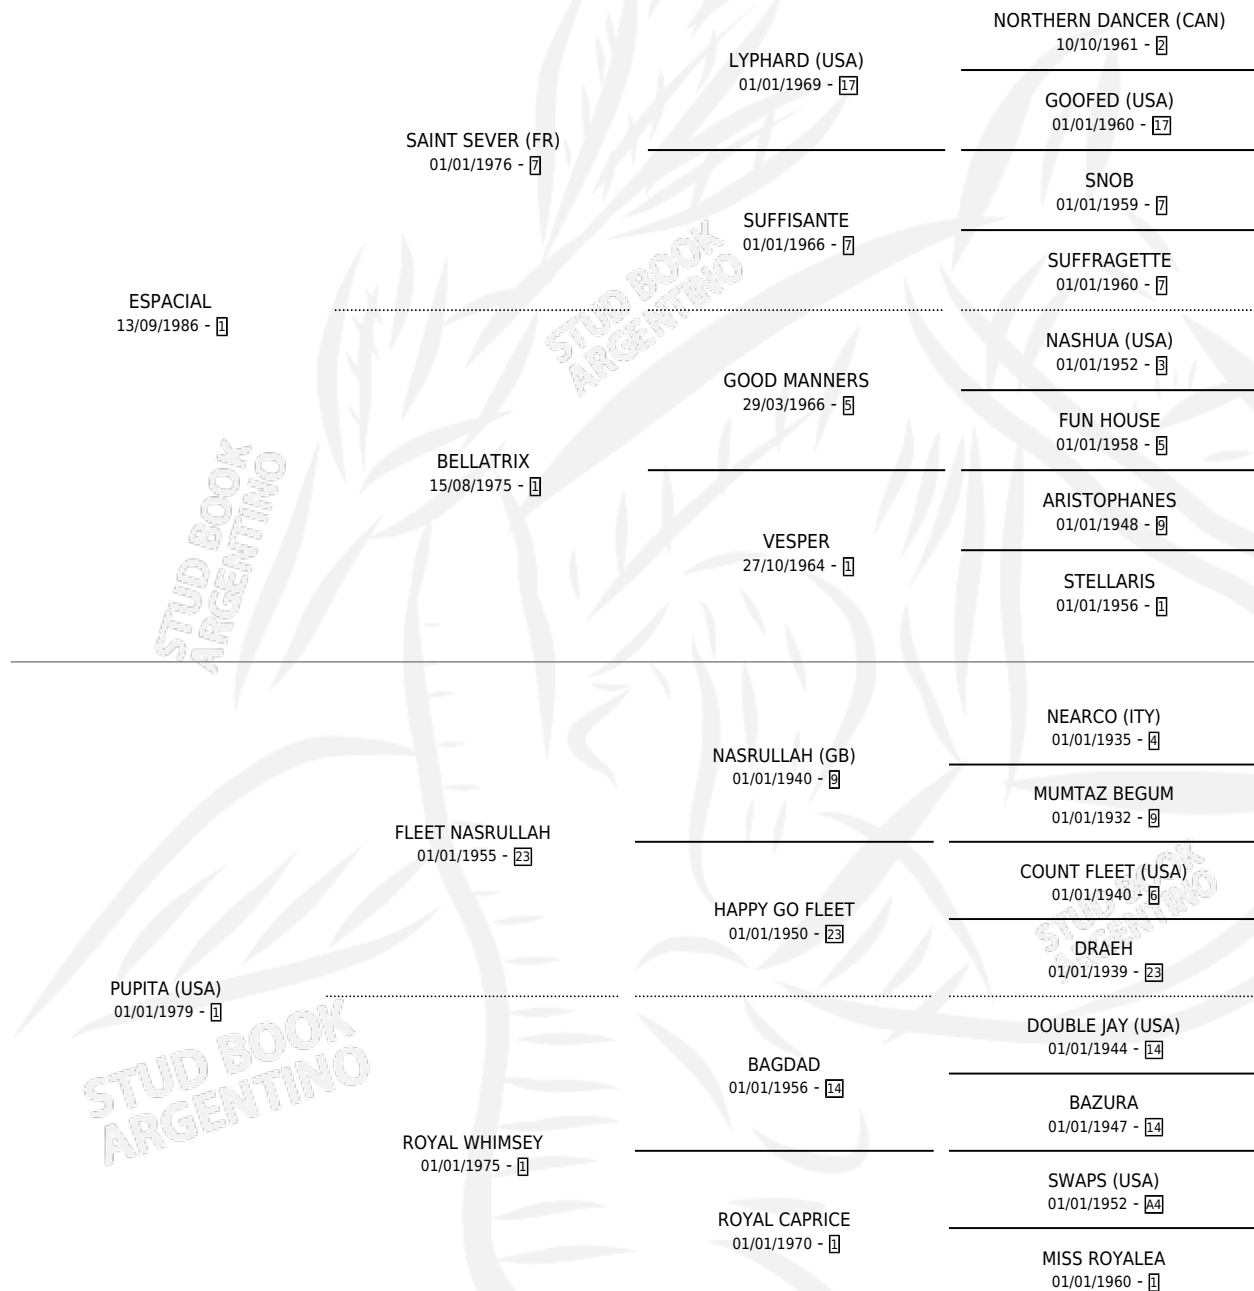 NORTHERN DANCER (CAN)
10/10/1961 - 2
LYPHARD (USA)
01/01/1969 - 17
GOOFED (USA)
01/01/1960 - 17
SAINT SEVER (FR)
01/01/1976 - 7
SNOB
01/01/1959 - 7
SUFFISANTE
01/01/1966 - 7
SUFFRAGETTE
01/01/1960 - 7
ESPACIAL
13/09/1986 - 1
STUD BOOK
ARGENTINO
NASHUA (USA)
01/01/1952 - 3
GOOD MANNERS
29/03/1966 - 5
FUN HOUSE
01/01/1958 - 5
BELLATRIX
15/08/1975 - 1
ARISTOPHANES
01/01/1948 - 9
VESPER
27/10/1964 - 1
STELLARIS
01/01/1956 - 1
STUD BOOK
ARGENTINO
NEARCO (ITY)
01/01/1935 - 4
NASRULLAH (GB)
01/01/1940 - 9
MUMTAZ BEGUM
01/01/1932 - 9
FLEET NASRULLAH
01/01/1955 - 23
COUNT FLEET (USA)
01/01/1940 - 6
HAPPY GO FLEET
01/01/1950 - 23
STUD BOOK
ARGENTINO
DRAEH
01/01/1939 - 23
PUPITA (USA)
01/01/1979 - 1
STUD BOOK
ARGENTINO
DOUBLE JAY (USA)
01/01/1944 - 14
BAGDAD
01/01/1956 - 14
BAZURA
01/01/1947 - 14
ROYAL WHIMSEY
01/01/1975 - 1
SWAPS (USA)
01/01/1952 - A4
ROYAL CAPRICE
01/01/1970 - 1
MISS ROYALEA
01/01/1960 - 1